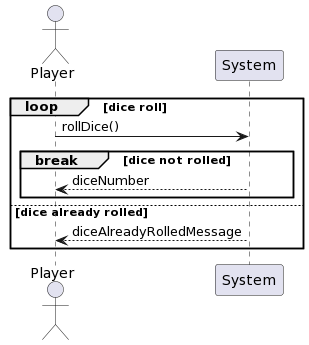 Player
System
loop [dice roll]
rollDice()
break [dice not rolled]
diceNumber
[dice already rolled]
diceAlreadyRolledMessage
Player
System